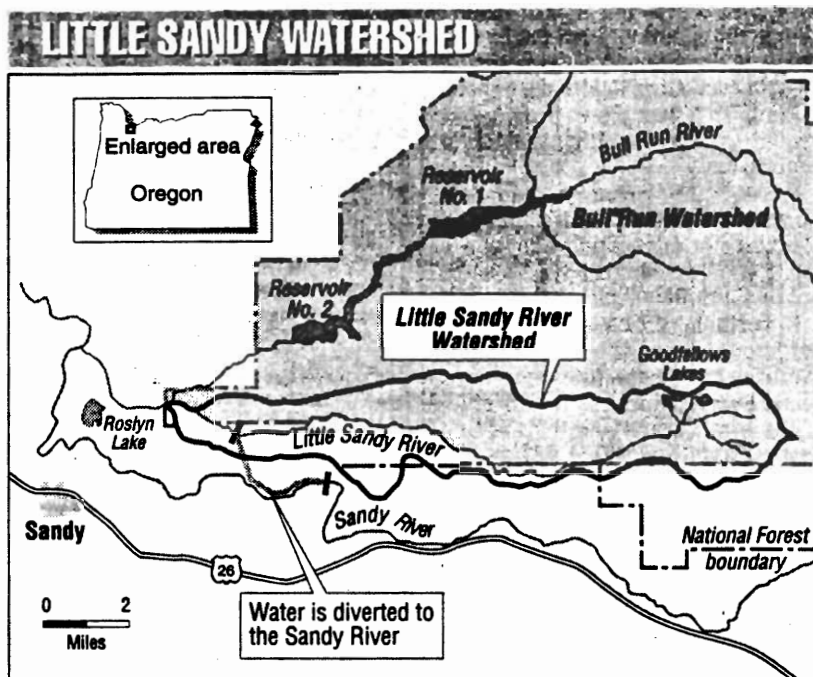 LITTLE SANDY WATERSHED
Enlarged area
Oregon
Bull Run River
Reservoir
No. 1
Bull Run Watershed
Reservoir
No. 2
Little Sandy River
Watershed
Goodfellows
Lakes
Roslyn
Lake
Little Sandy River
Sandy
Sandy River
National Forest
boundary
26
0 2
Miles
Water is diverted to
the Sandy River